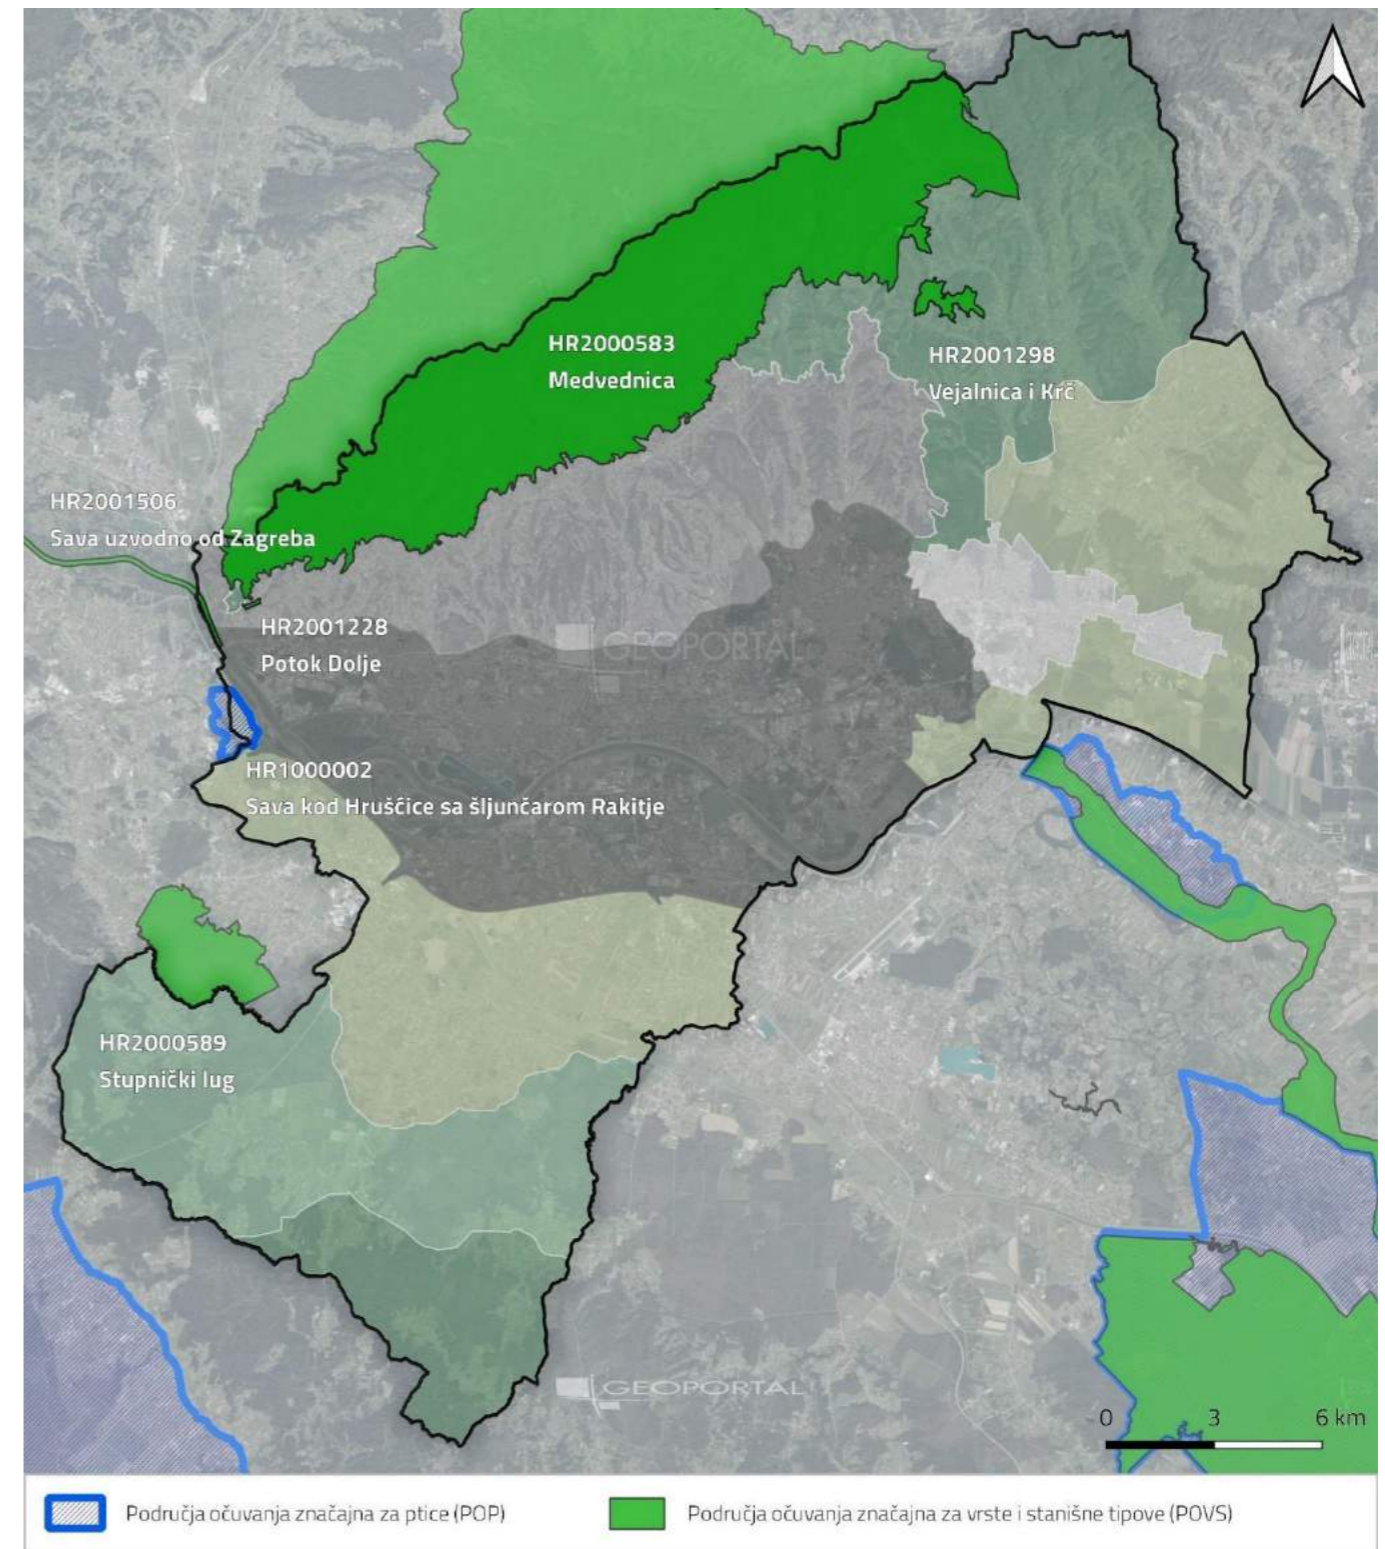 HR2000583
Medvednica
HR2001298
Vejalnica i Krč
HR2001506
Sava uzvodno od Zagreba
HR2001228
Potok Dolje
GEOPORTAL
HR1000002
Sava kod Hruščice sa šljunčarom Rakitje
HR2000589
Stupnički lug
GEOPORTAL
0 3 6 km
Područja očuvanja značajna za ptice (POP)
Područja očuvanja značajna za vrste i stanišne tipove (POVS)